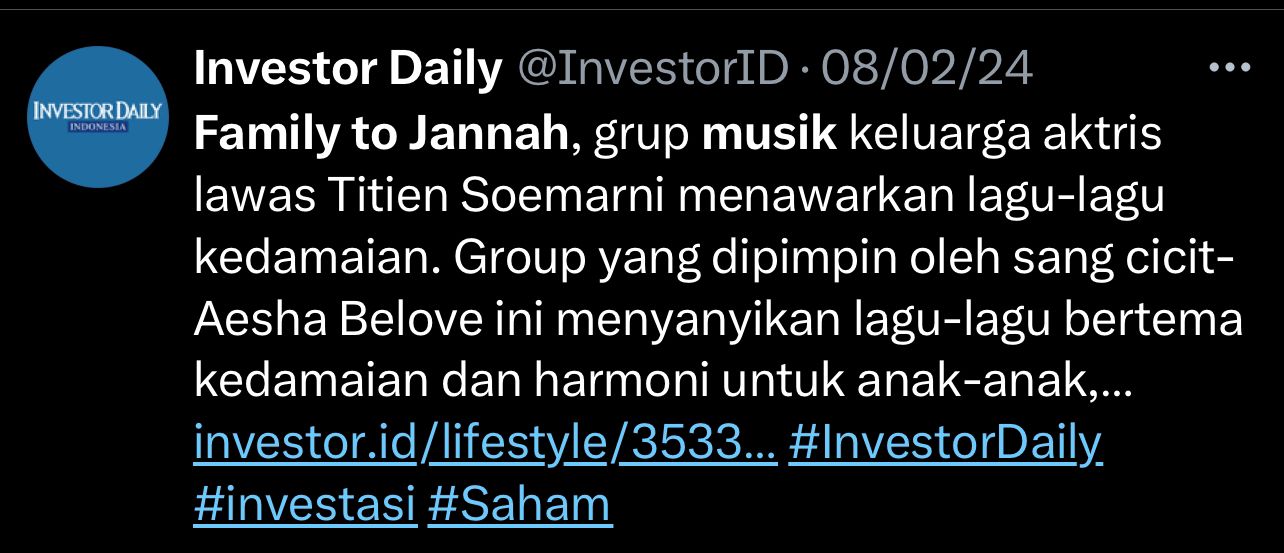 INVESTOR DAILY
INDONESIA
Investor Daily @InvestorID · 08/02/24
Family to Jannah, grup musik keluarga aktris
lawas Titien Soemarni menawarkan lagu-lagu
kedamaian. Group yang dipimpin oleh sang cicit-
Aesha Belove ini menyanyikan lagu-lagu bertema
kedamaian dan harmoni untuk anak-anak,...
investor.id/lifestyle/3533... #InvestorDaily
#investasi #Saham